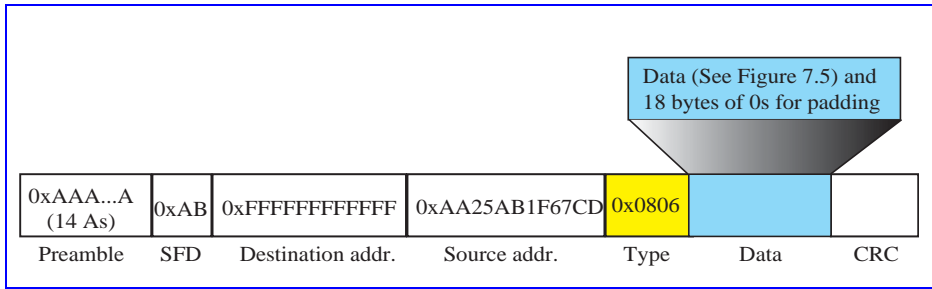 Data (See Figure 7.5) and
18 bytes of 0s for padding
0xAAA...A
(14 As)
0xAB
0xFFFFFFFFFFFF
0xAA25AB1F67CD
0x0806
Preamble
SFD
Destination addr.
Source addr.
Type
Data
CRC